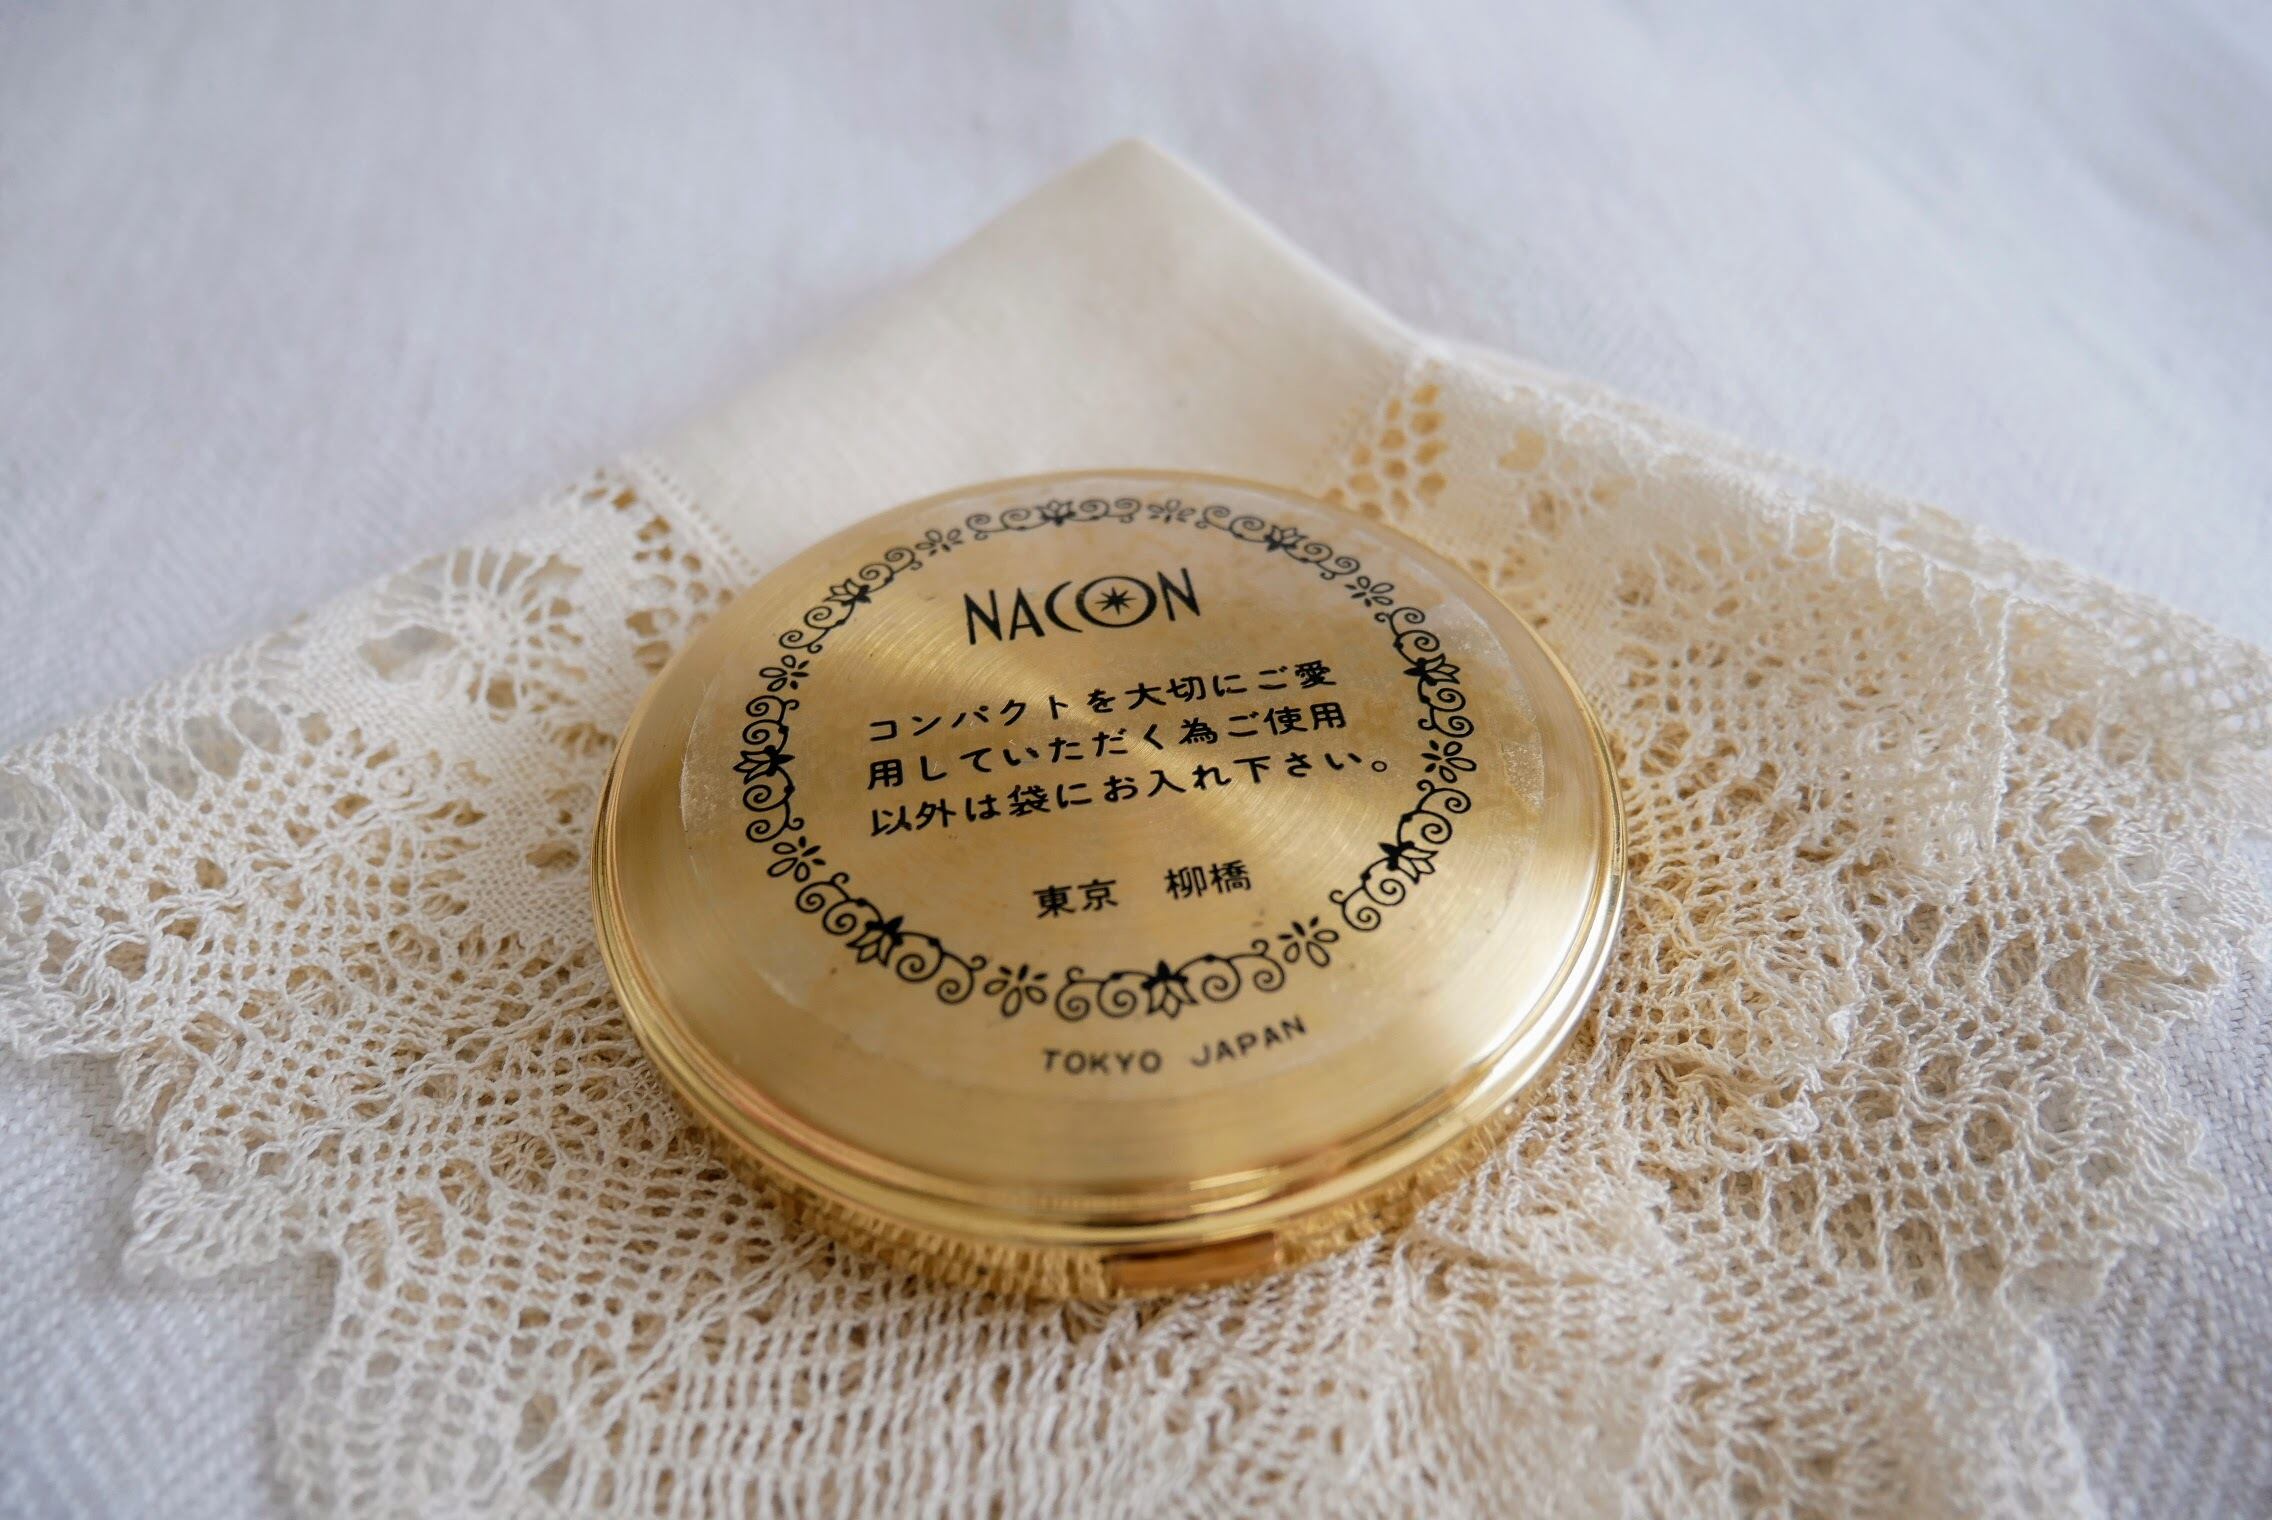 NACON
コンパクトを大切にご愛
用していただく為ご使用
以外は袋にお入れ下さい。
東京 柳橋
TOKYO JAPAN